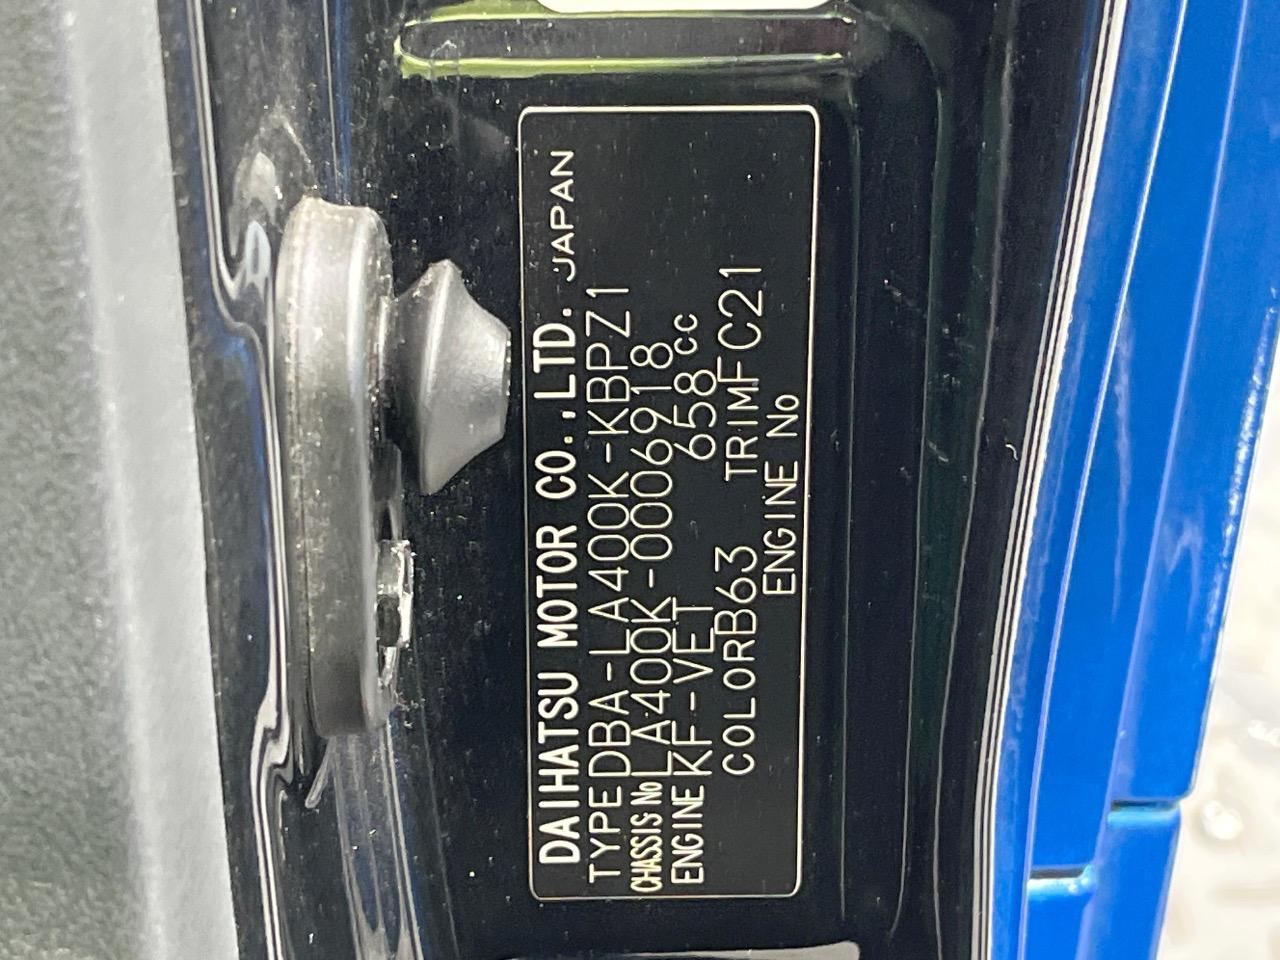 DAIHATSU MOTOR CO.,LTD. JAPAN
TYPE DBA-LA400K-KBPZ1
CHASSIS No LA400K-0006918
ENGINE KF-VET 658cc
COLOR B63 TRIM FC21
ENGINE No